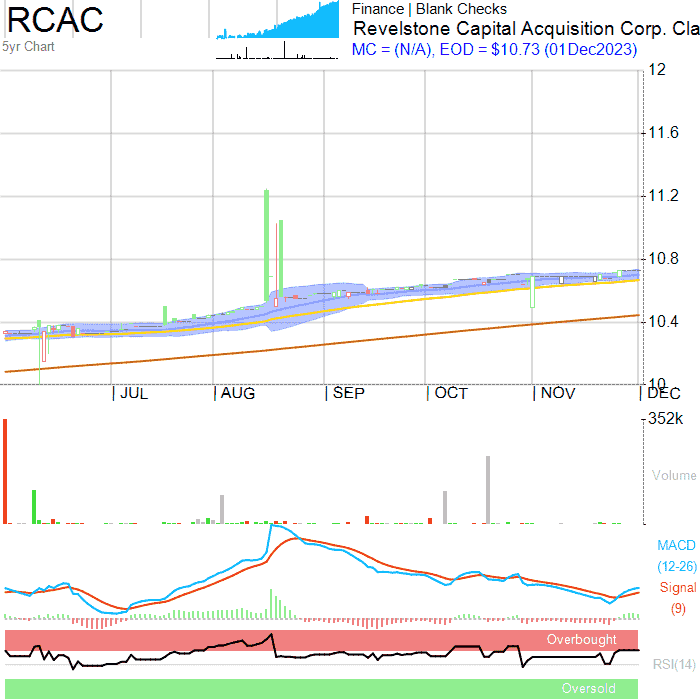 RCAC
5yr Chart
Finance | Blank Checks
Revelstone Capital Acquisition Corp. Cla
MC = (N/A), EOD = $10.73 (01Dec2023)
12
11.6
11.2
10.8
10.4
10
JUL
AUG
SEP
OCT
NOV
DEC
352k
Volume
MACD
(12-26)
Signal
(9)
Overbought
RSI(14)
Oversold